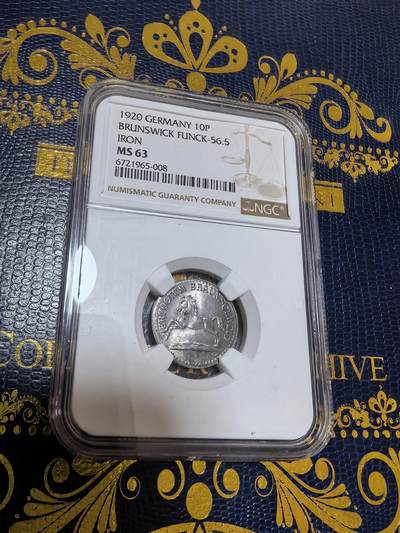 1920 GERMANY 10P
BRUNSWICK FUNCK-56.5
IRON
MS 63
6721965-008
NUMISMATIC GUARANTY COMPANY
NGC